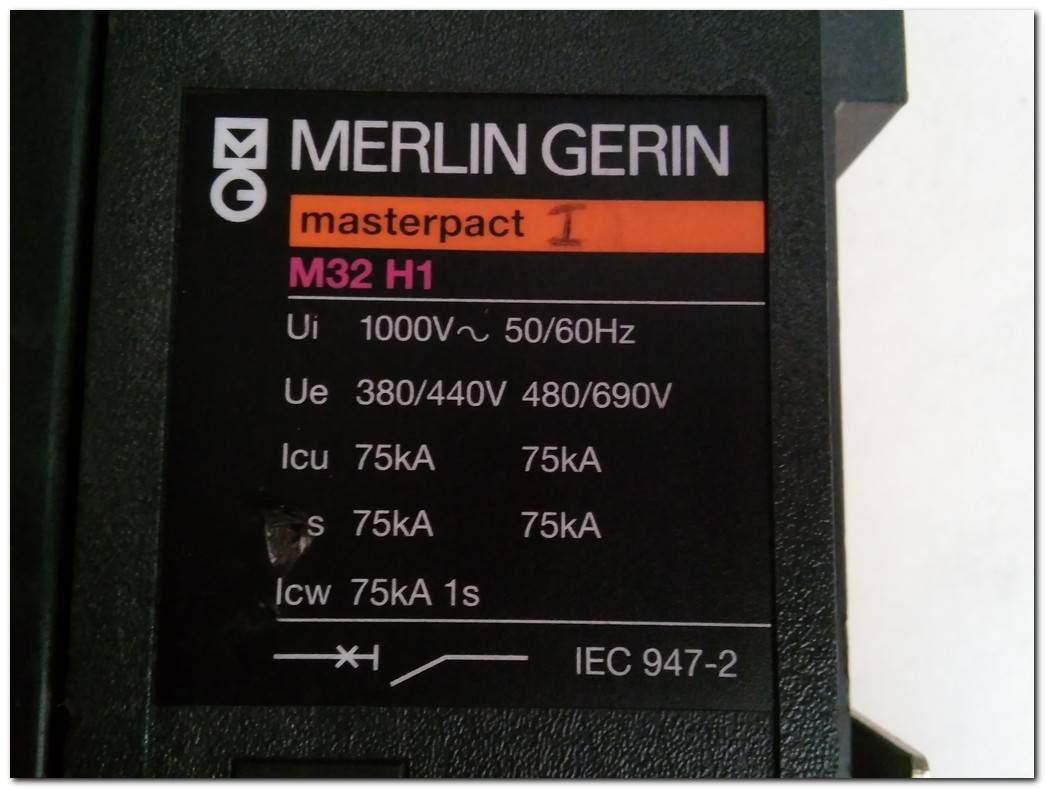 MERLIN GERIN
masterpact I
M32 H1
Ui 1000V~ 50/60Hz
Ue 380/440V 480/690V
Icu 75kA 75kA
s 75kA 75kA
Icw 75kA 1s
IEC 947-2